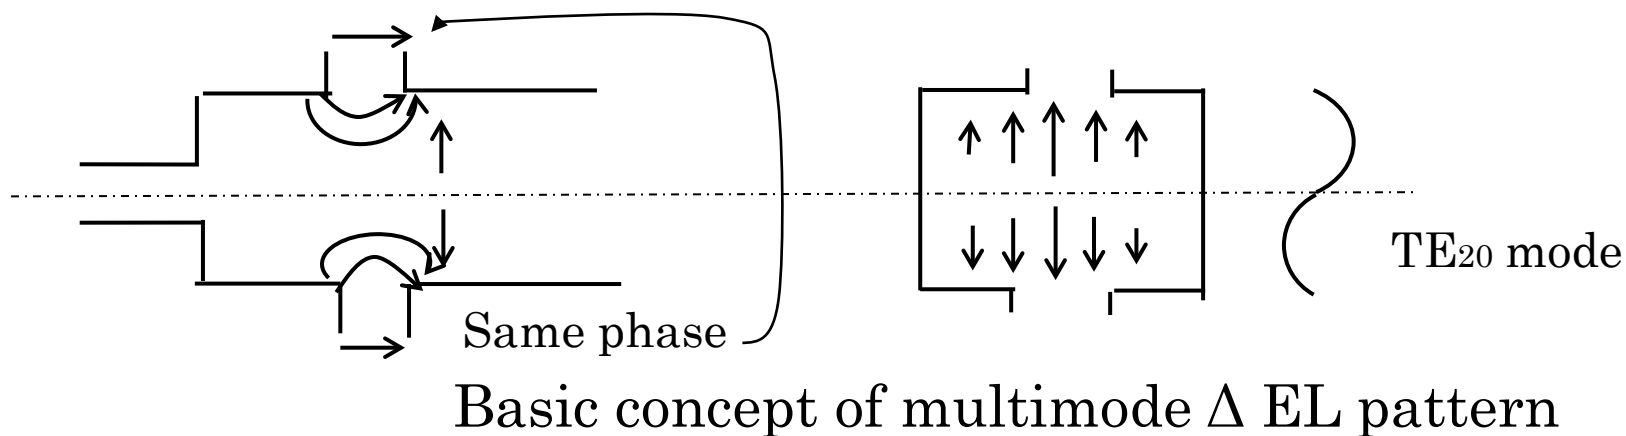 TE20 mode
Same phase
Basic concept of multimode Δ EL pattern